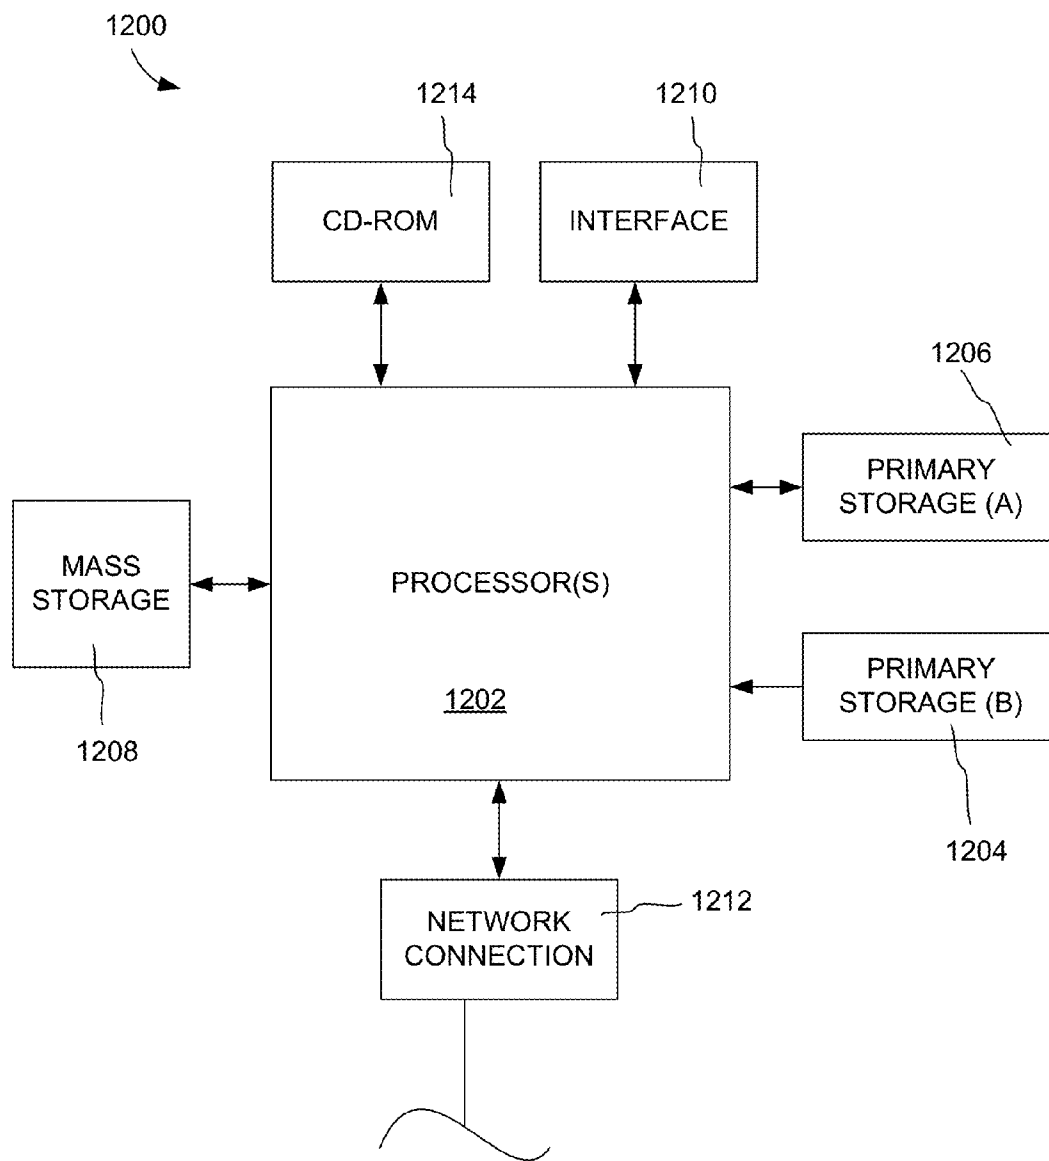 1200
1214
1210
CD-ROM
INTERFACE
1206
PRIMARY
STORAGE (A)
MASS
STORAGE
PROCESSOR(S)
PRIMARY
STORAGE (B)
1202
1208
1204
1212
NETWORK
CONNECTION